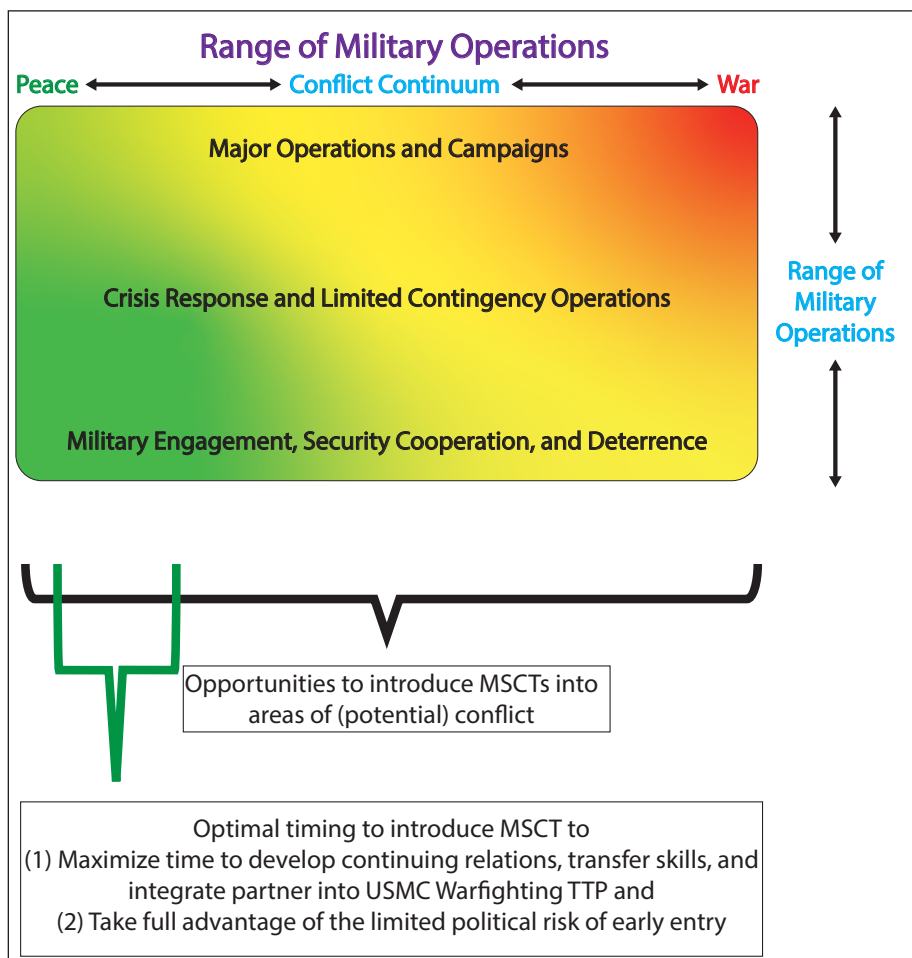 Range of Military Operations
Peace
Conflict Continuum
War
Major Operations and Campaigns
Crisis Response and Limited Contingency Operations
Military Engagement, Security Cooperation, and Deterrence
Range of
Military
Operations
Opportunities to introduce MSCTs into
areas of (potential) conflict
Optimal timing to introduce MSCT to
(1) Maximize time to develop continuing relations, transfer skills, and
integrate partner into USMC Warfighting TTP and
(2) Take full advantage of the limited political risk of early entry